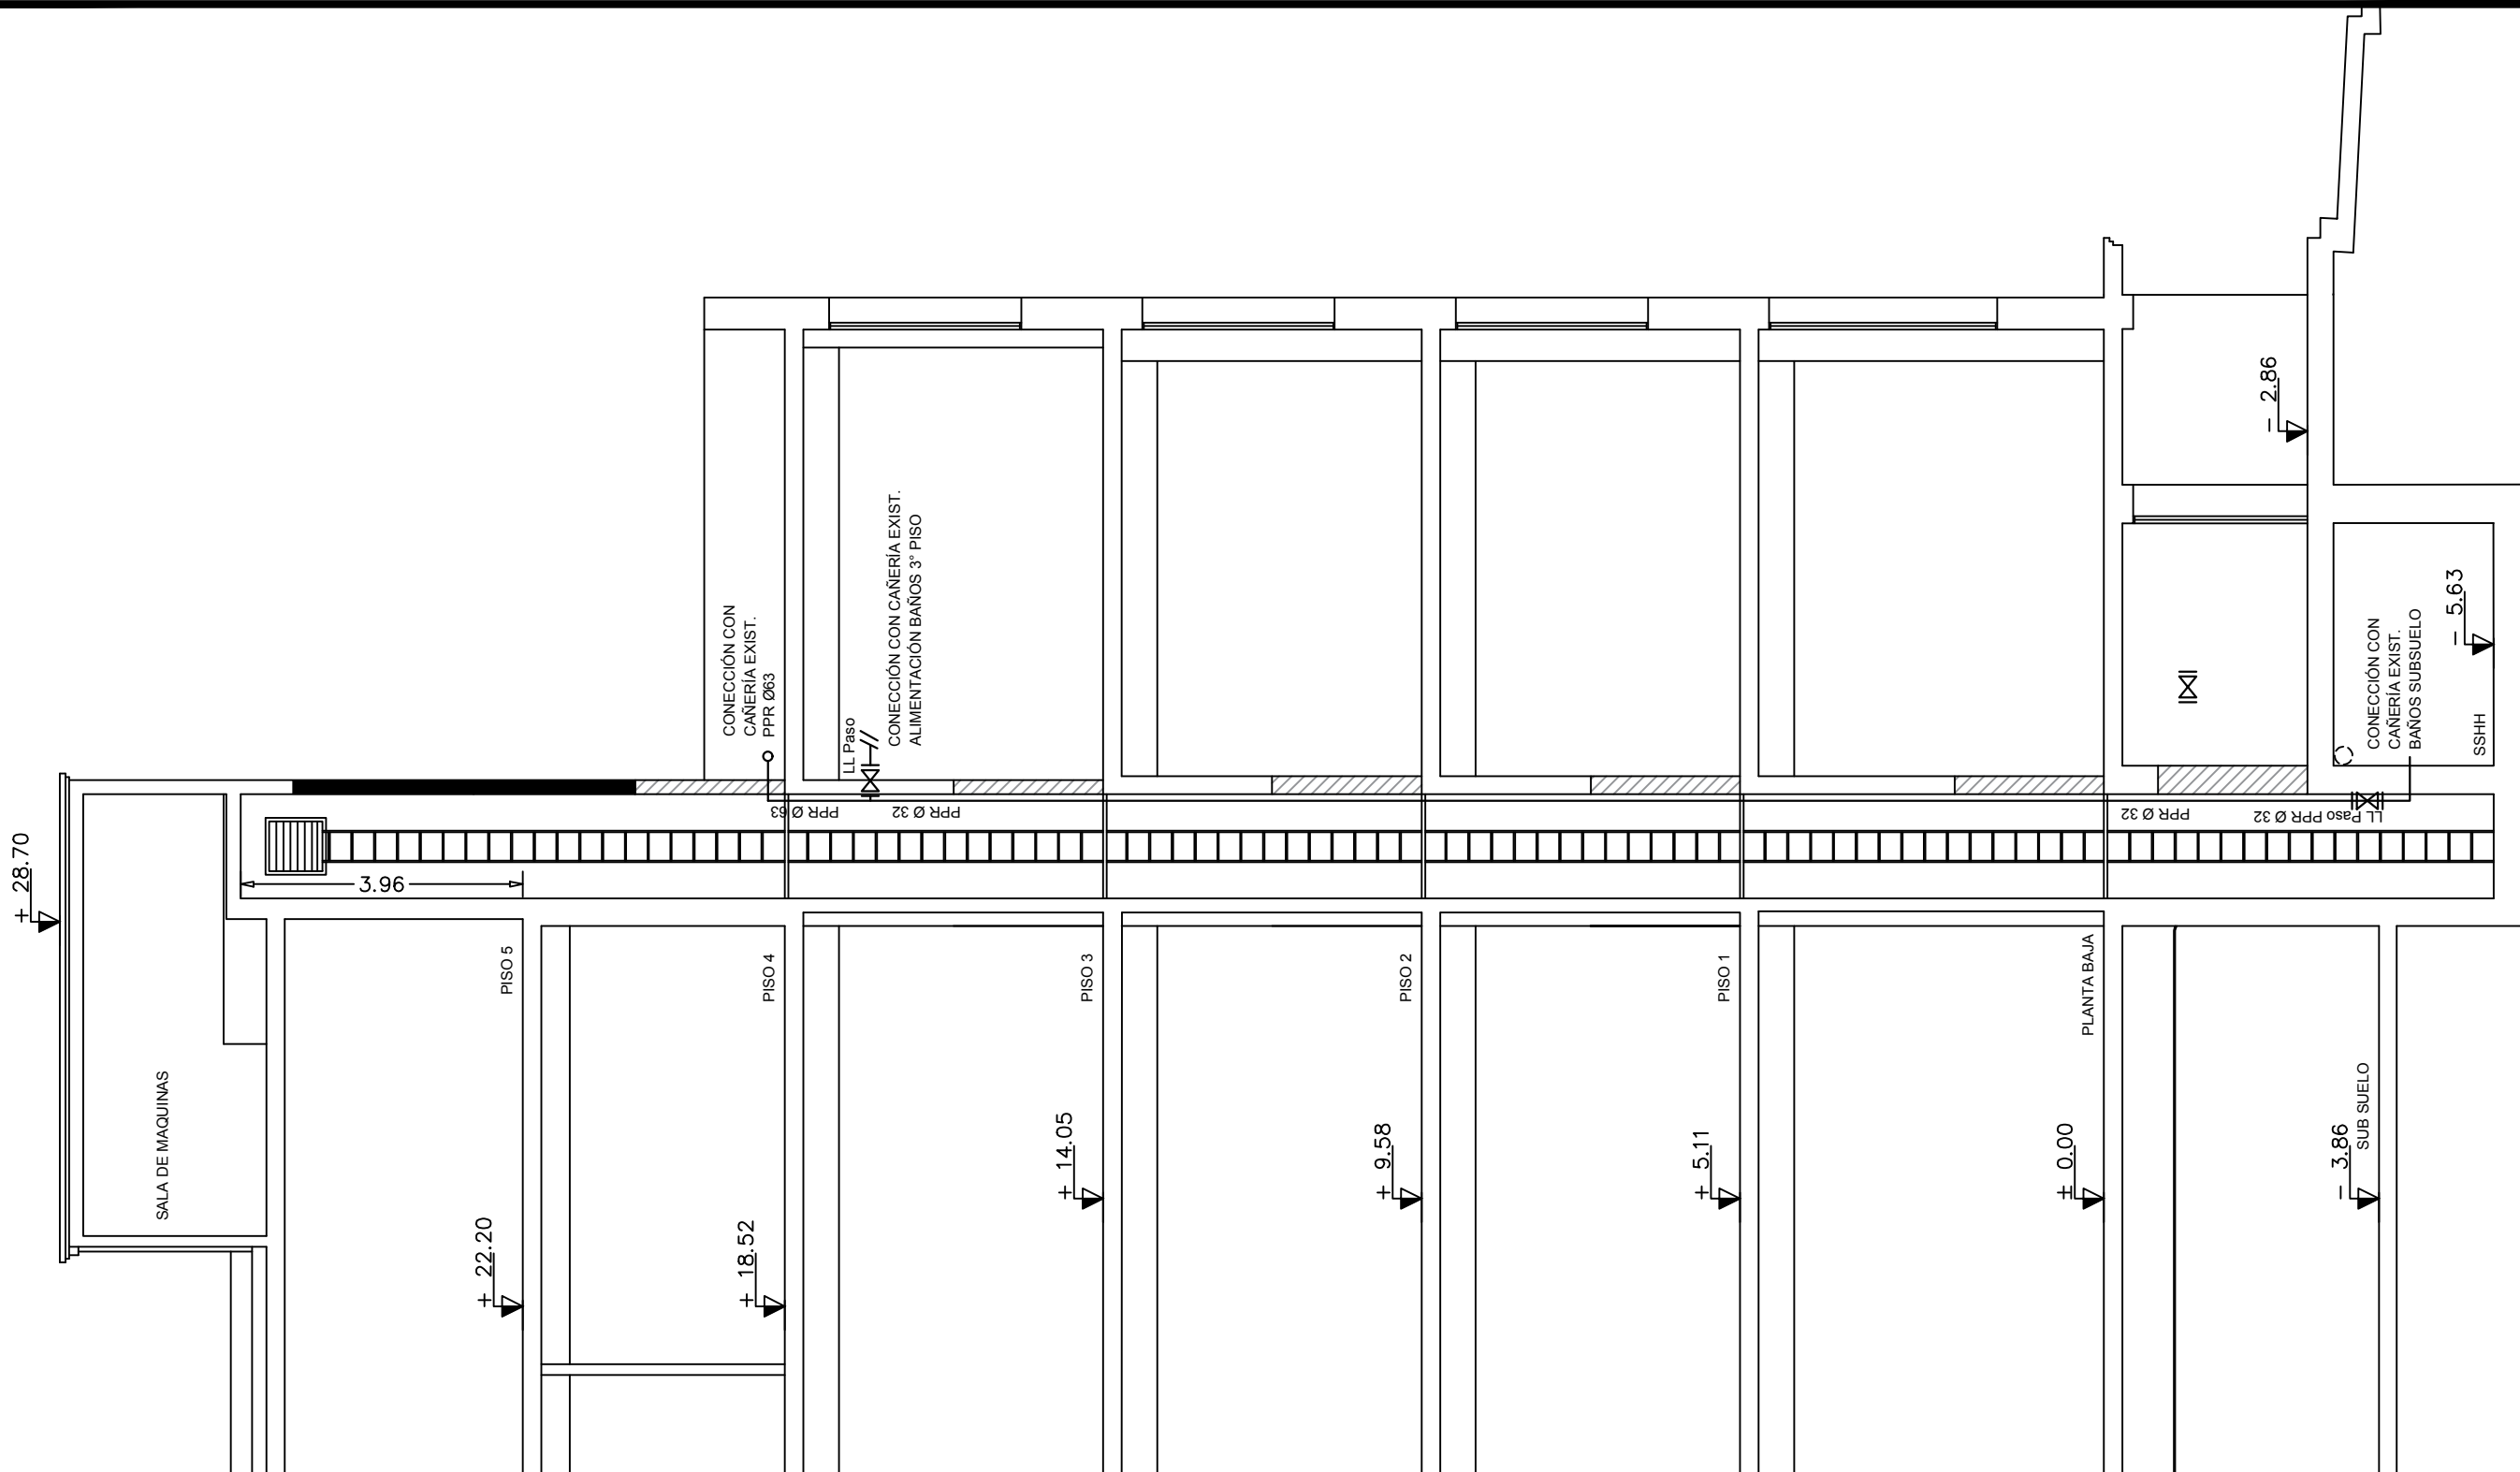 + 28.70
SALA DE MAQUINAS
3.96
PISO 5
+ 22.20
CONECCIÓN CON
CAÑERÍA EXIST.
PPR Ø63
PISO 4
+ 18.52
PPR Ø 63
LL Paso
CONECCIÓN CON CAÑERÍA EXIST.
ALIMENTACIÓN BAÑOS 3° PISO
PPR Ø 32
PISO 3
+ 14.05
PISO 2
+ 9.58
PISO 1
+ 5.11
PLANTA BAJA
± 0.00
PPR Ø 32
- 2.86
LL Paso PPR Ø 32
CONECCIÓN CON
CAÑERÍA EXIST.
BAÑOS SUBSUELO
- 5.63
SSHH
- 3.86
SUB SUELO